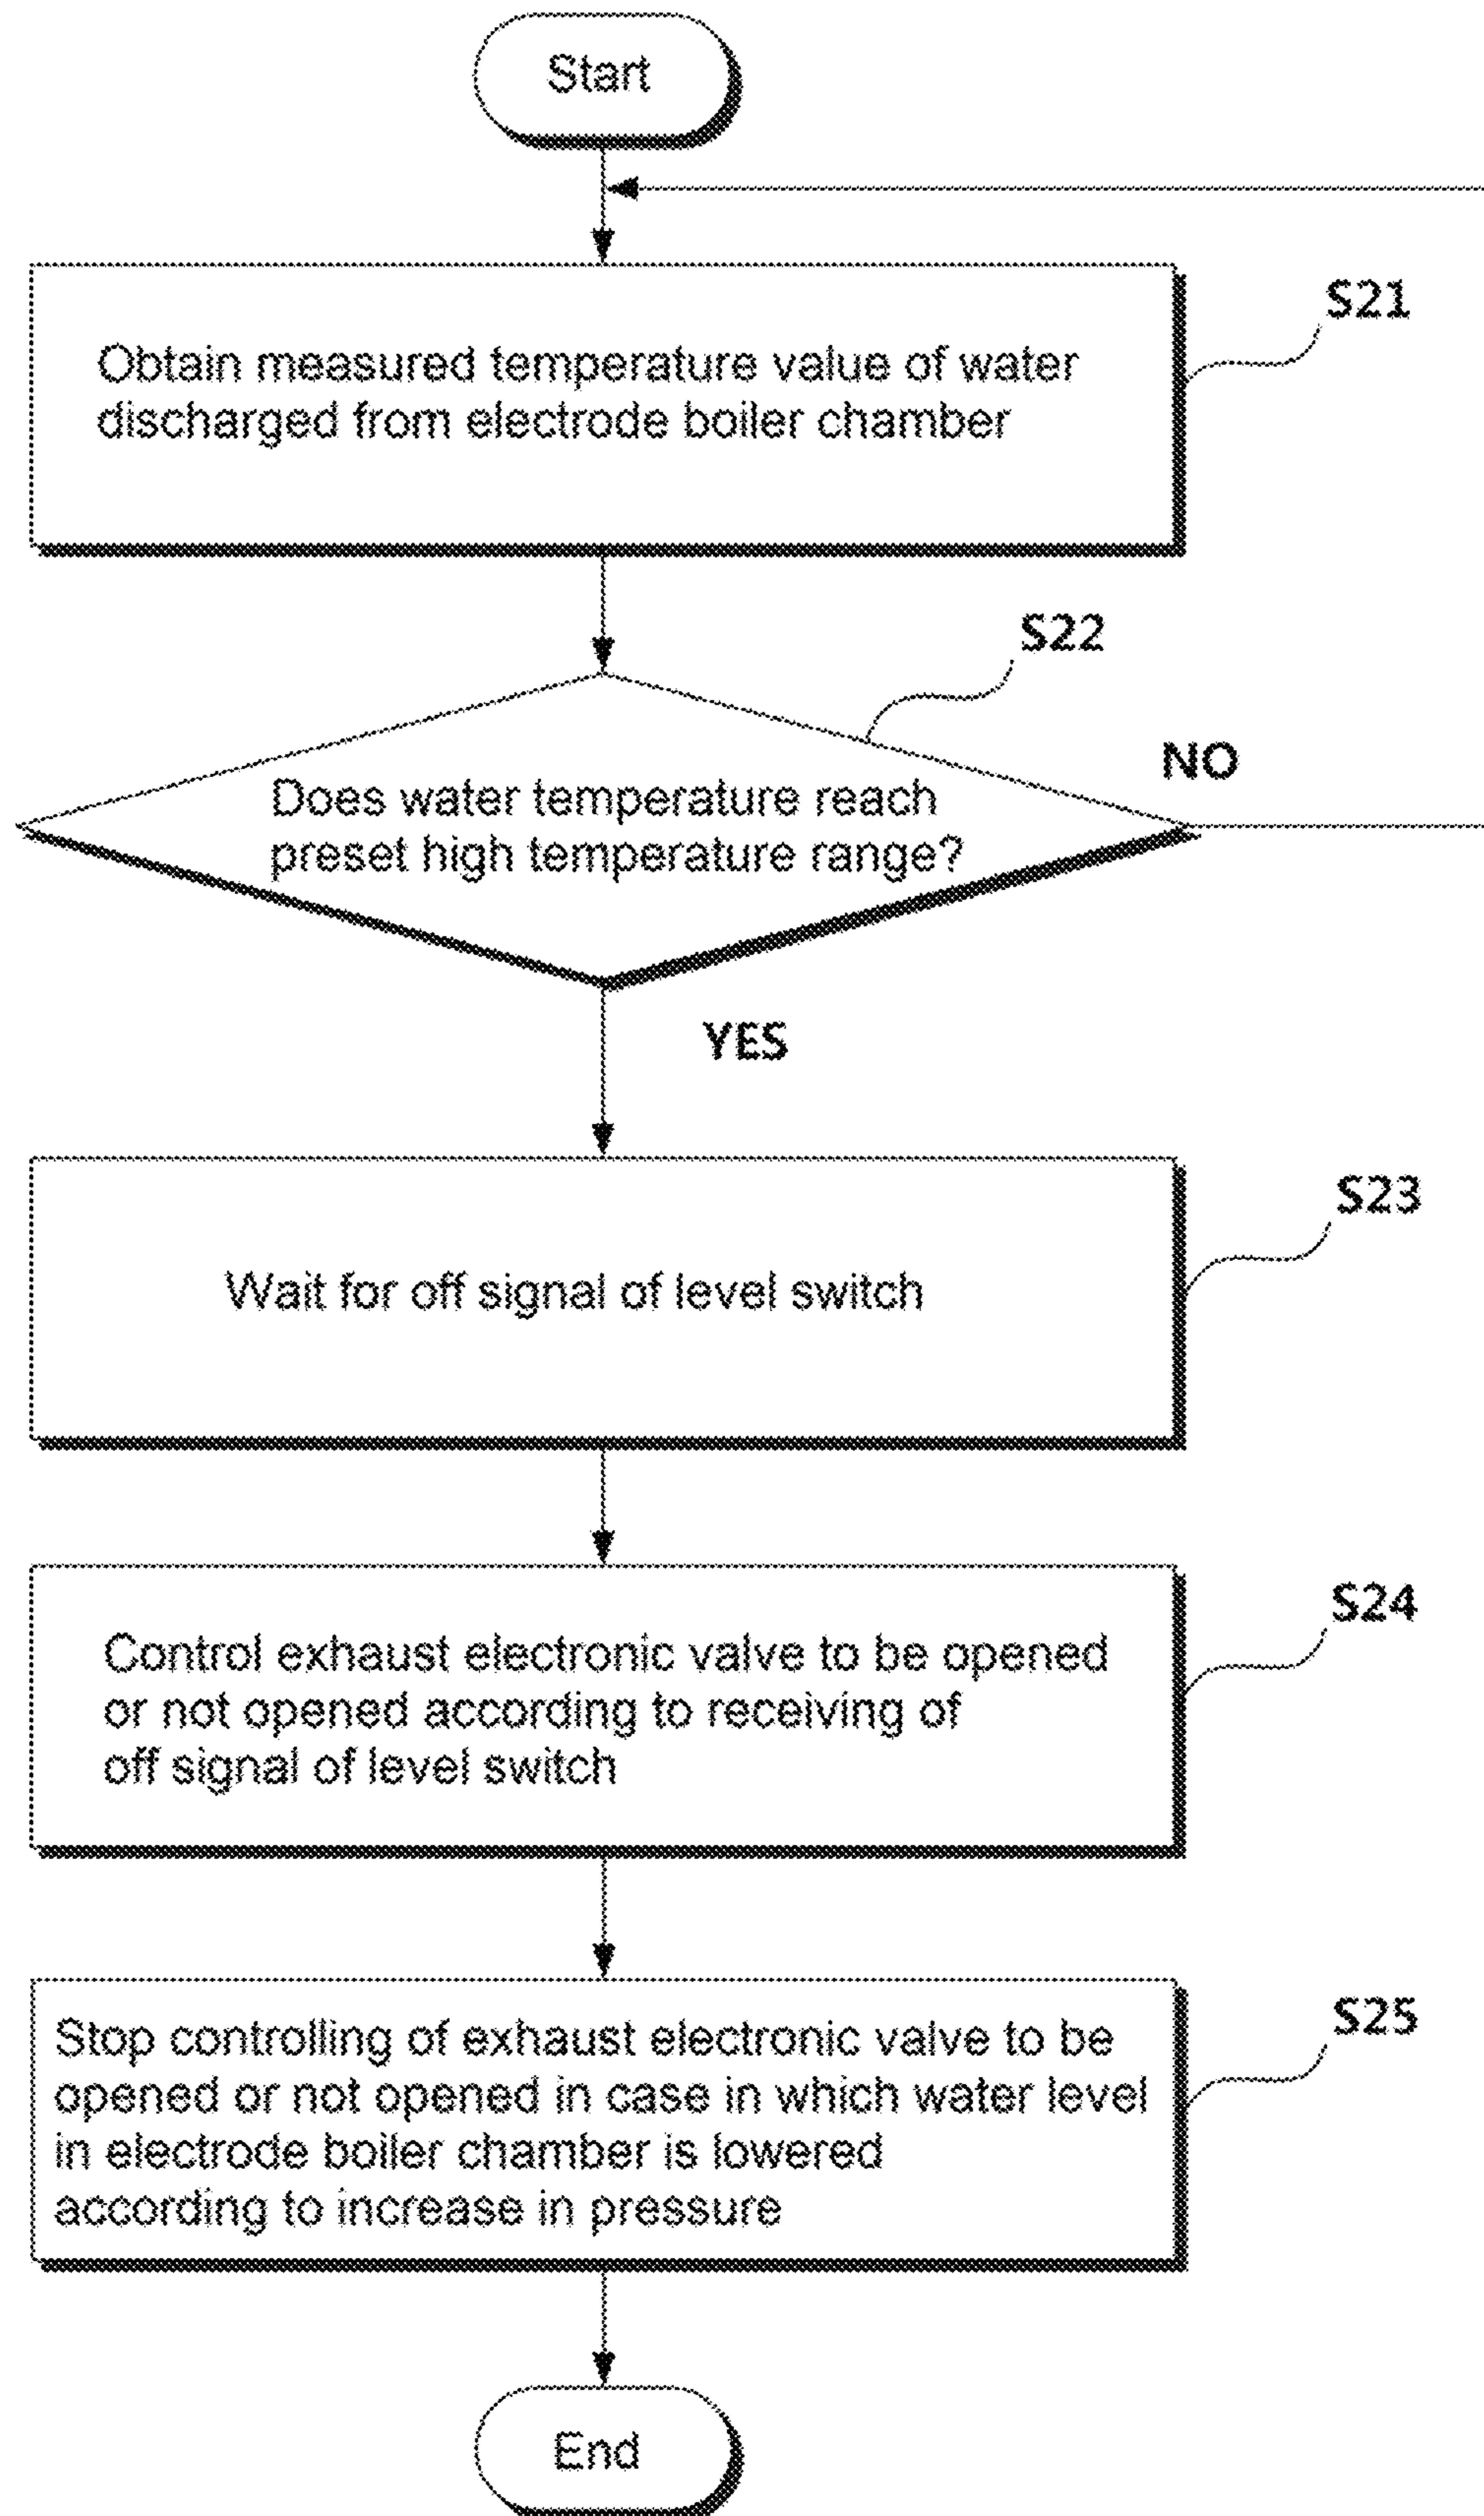 Start
S21
Obtain measured temperature value of water
discharged from electrode boiler chamber
S22
NO
Does water temperature reach
preset high temperature range?
YES
S23
Wait for off signal of level switch
S24
Control exhaust electronic valve to be opened
or not opened according to receiving of
off signal of level switch
S25
Stop controlling of exhaust electronic valve to be
opened or not opened in case in which water level
in electrode boiler chamber is lowered
according to increase in pressure
End